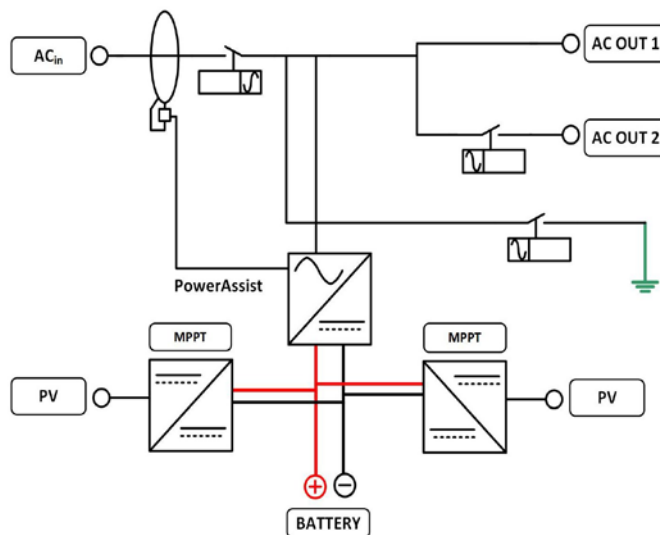 ACin
AC OUT 1
AC OUT 2
PowerAssist
MPPT
MPPT
PV
PV
BATTERY